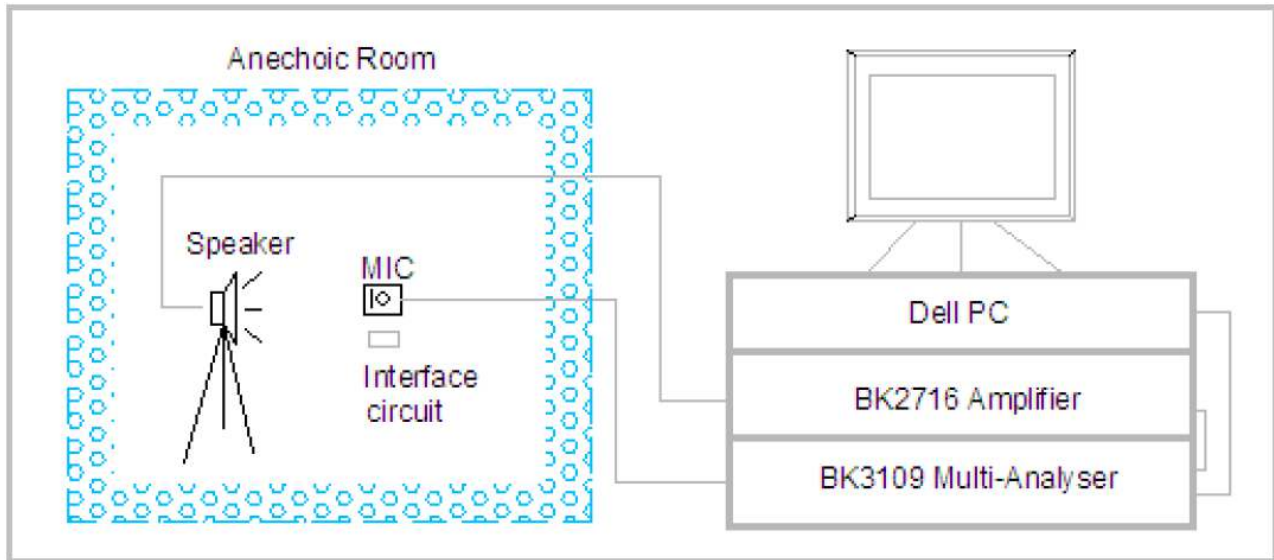 Anechoic Room
Speaker
MIC
Interface
circuit
Dell PC
BK2716 Amplifier
BK3109 Multi-Analyser